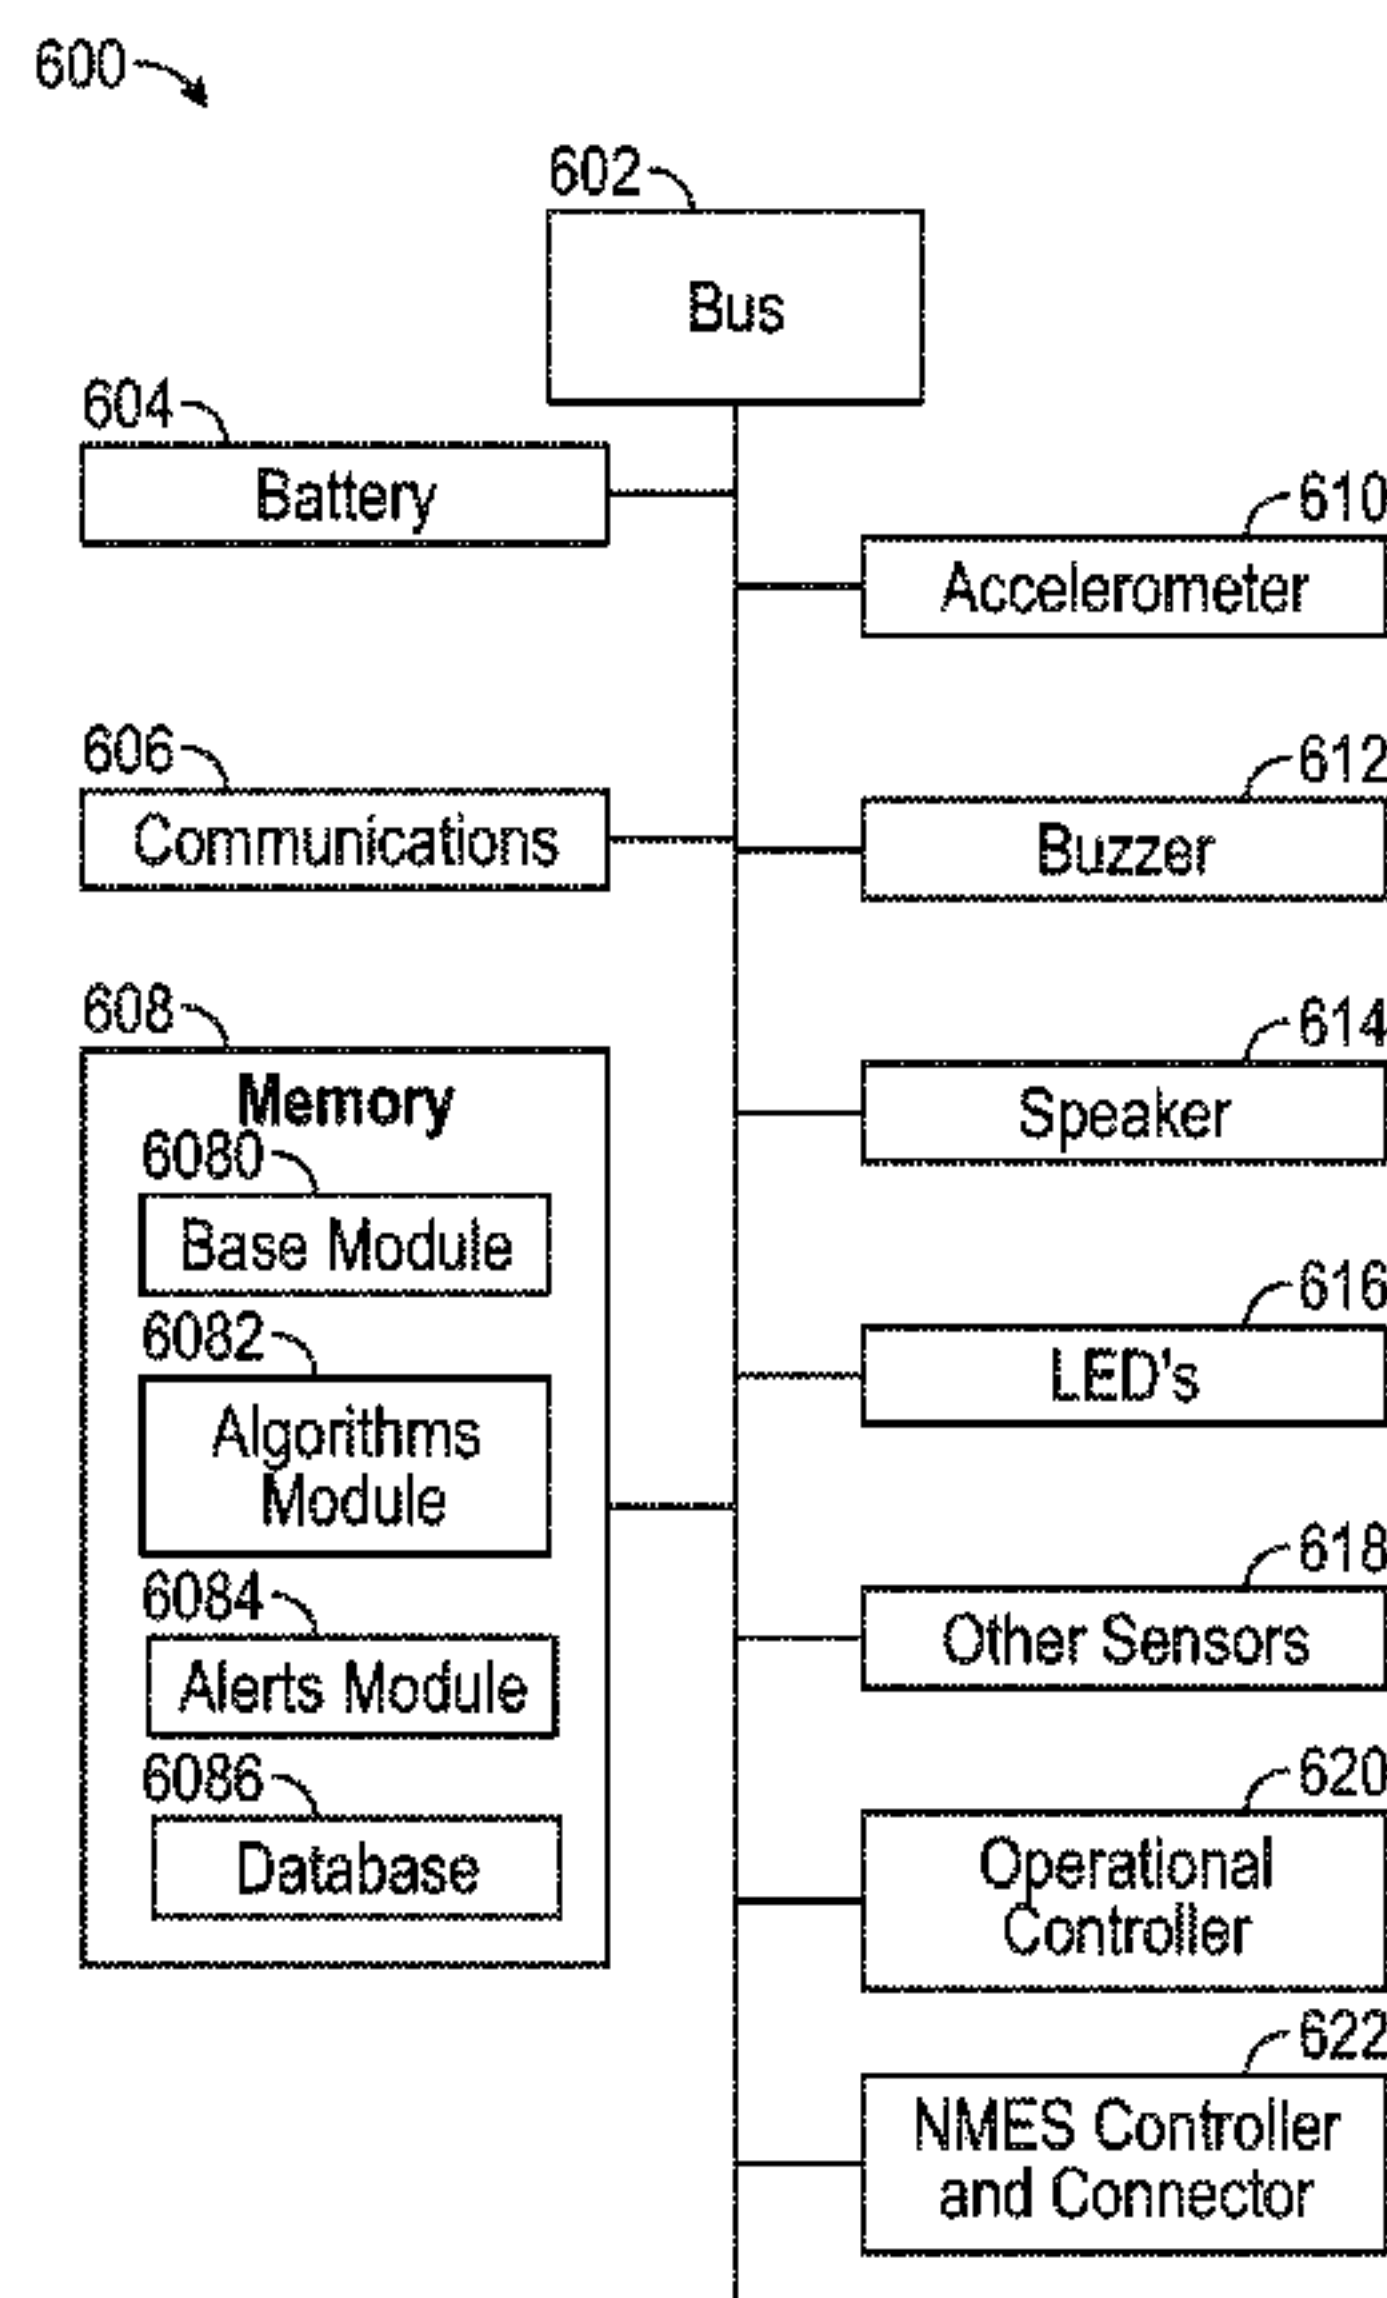 600
602
Bus
604
Battery
610
Accelerometer
606
Communications
612
Buzzer
608
Memory
6080
Base Module
6082
Algorithms
Module
6084
Alerts Module
6086
Database
614
Speaker
616
LED's
618
Other Sensors
620
Operational
Controller
622
NMES Controller
and Connector